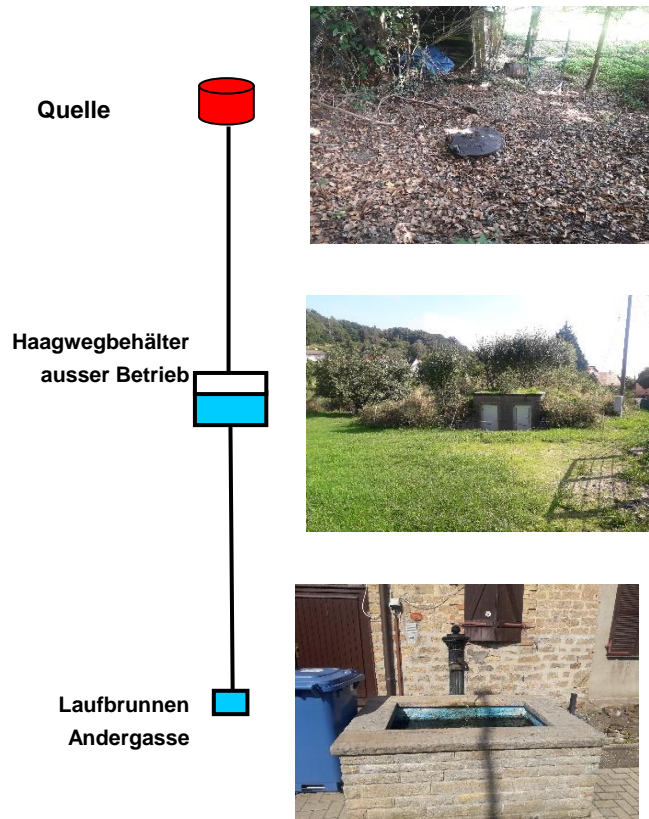 Quelle
Haagwegbehälter
ausser Betrieb
Laufbrunnen
Andergasse